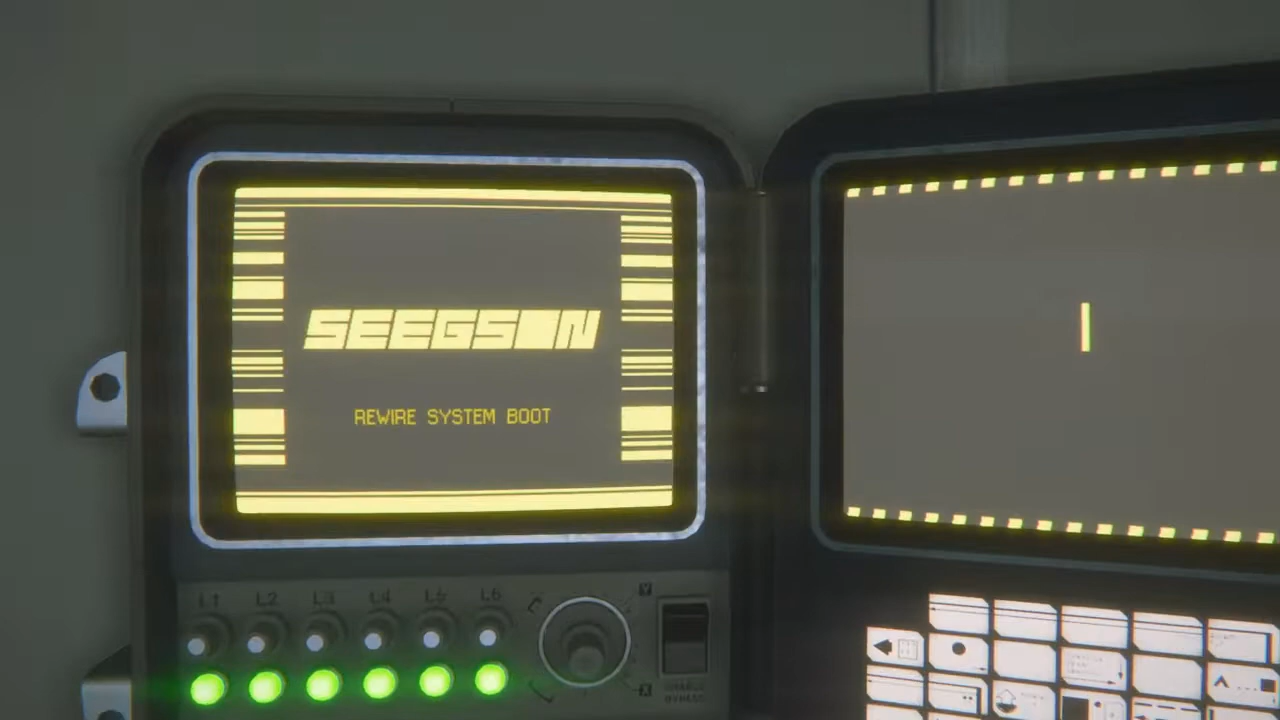 SEEGSON
REWIRE SYSTEM BOOT
L1 L2 L3 L4 L5 L6
Y
X